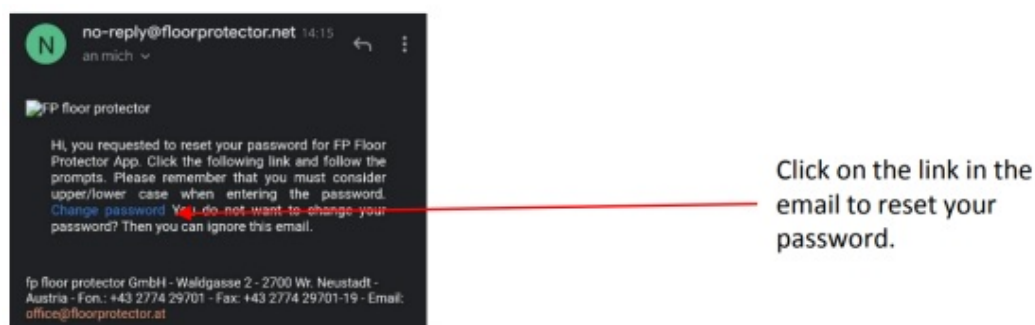 N
no-reply@floorprotector.net 14:15
an mich
FP floor protector
Hi, you requested to reset your password for FP Floor
Protector App. Click the following link and follow the
prompts. Please remember that you must consider
upper/lower case when entering the password.
Change password You do not want to change your
password? Then you can ignore this email.
fp floor protector GmbH - Waldgasse 2 - 2700 Wr. Neustadt -
Austria - Fon.: +43 2774 29701 - Fax: +43 2774 29701-19 - Email:
office@floorprotector.at
Click on the link in the
email to reset your
password.